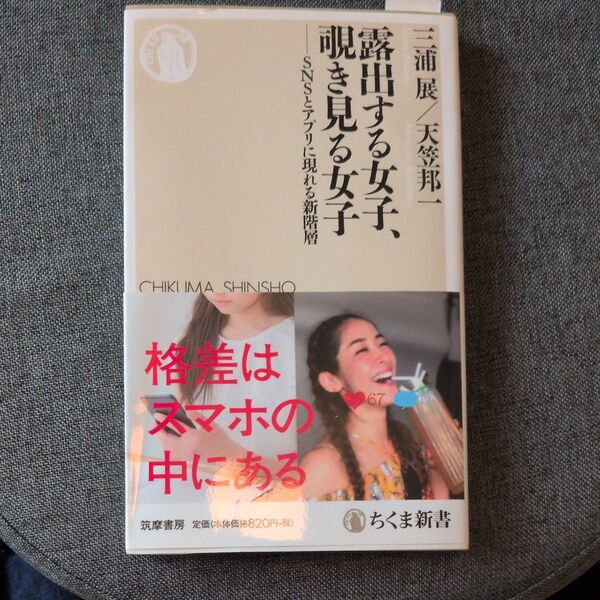 三浦 展／天笠邦一
露出する女子、
覗き見る女子
──SNSとアプリに現れる新階層
CHIKUMA SHINSHO
格差は
スマホの
中にある
67
筑摩書房 定価(本体価格820円+税)
ちくま新書